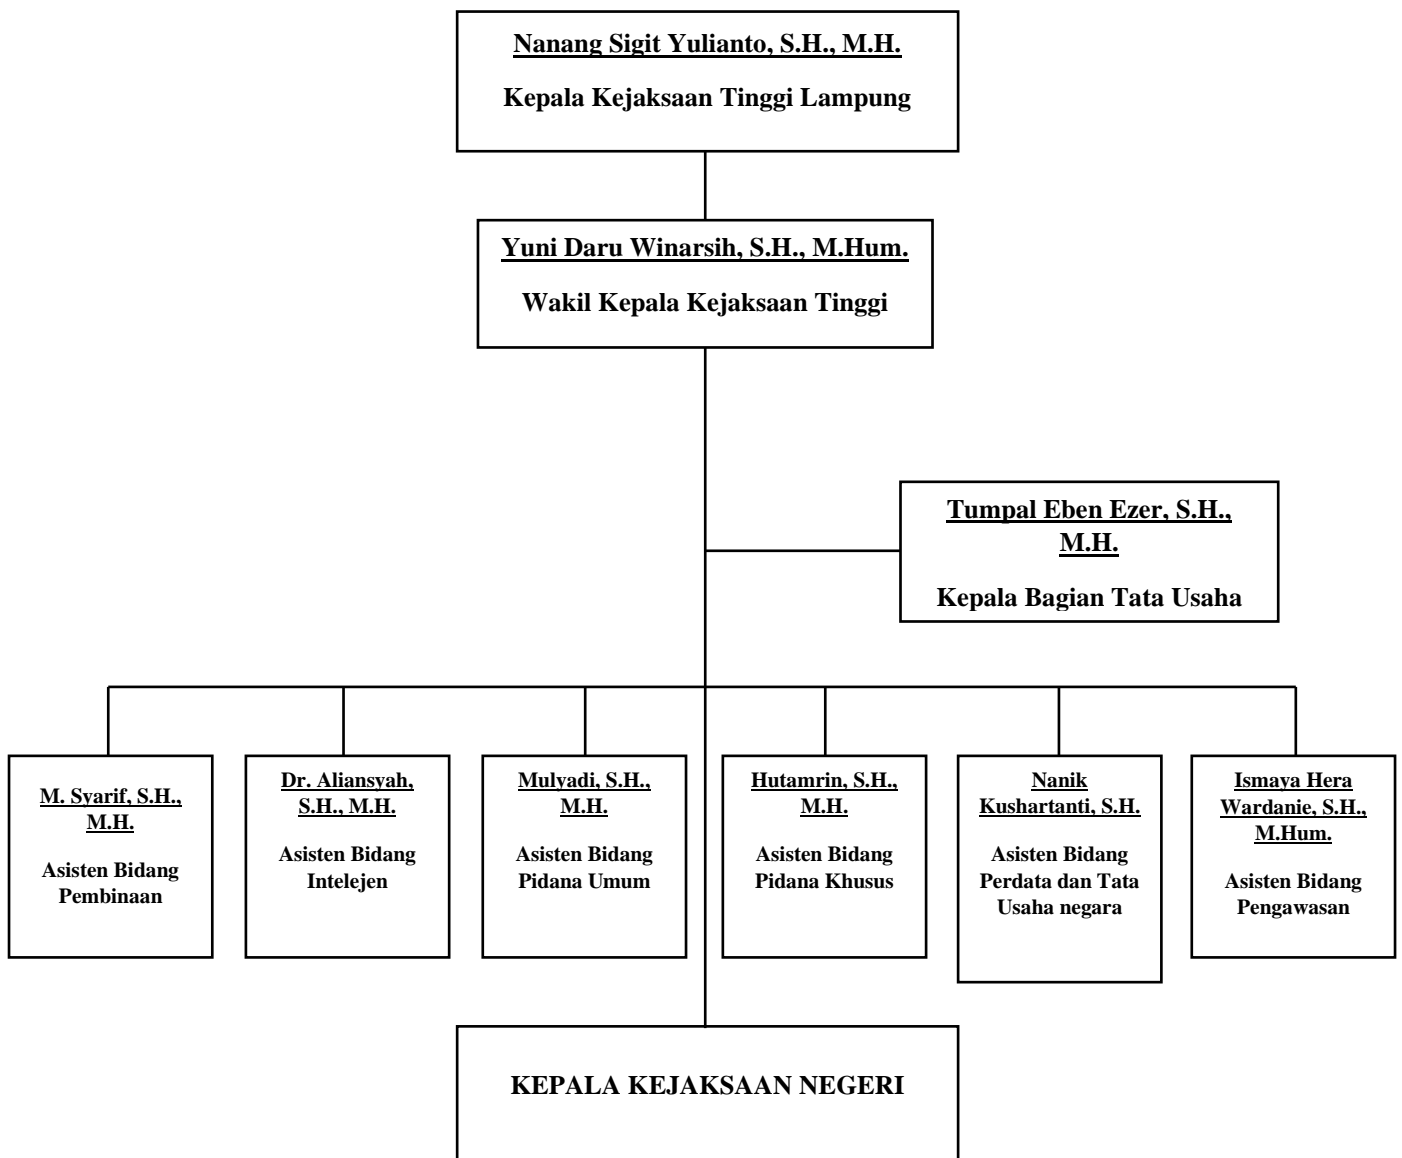 Nanang Sigit Yulianto, S.H., M.H.
Kepala Kejaksaan Tinggi Lampung
Yuni Daru Winarsih, S.H., M.Hum.
Wakil Kepala Kejaksaan Tinggi
Tumpal Eben Ezer, S.H.,
M.H.
Kepala Bagian Tata Usaha
M. Syarif, S.H.,
M.H.
Asisten Bidang
Pembinaan
Dr. Aliansyah,
S.H., M.H.
Asisten Bidang
Intelejen
Mulyadi, S.H.,
M.H.
Asisten Bidang
Pidana Umum
Hutamrin, S.H.,
M.H.
Asisten Bidang
Pidana Khusus
Nanik
Kushartanti, S.H.
Asisten Bidang
Perdata dan Tata
Usaha negara
Ismaya Hera
Wardanie, S.H.,
M.Hum.
Asisten Bidang
Pengawasan
KEPALA KEJAKSAAN NEGERI